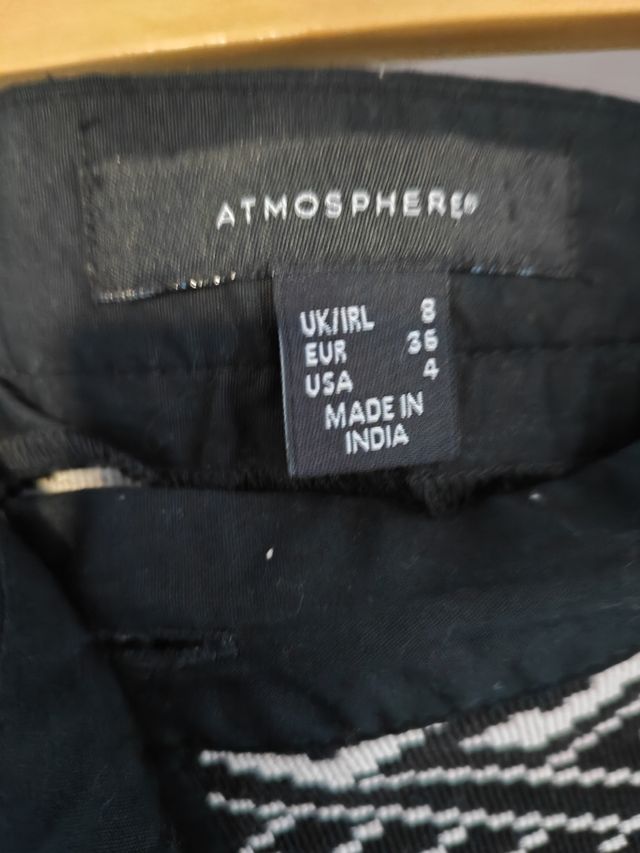 ATMOSPHERE®
UK/IRL 8
EUR 36
USA 4
MADE IN
INDIA